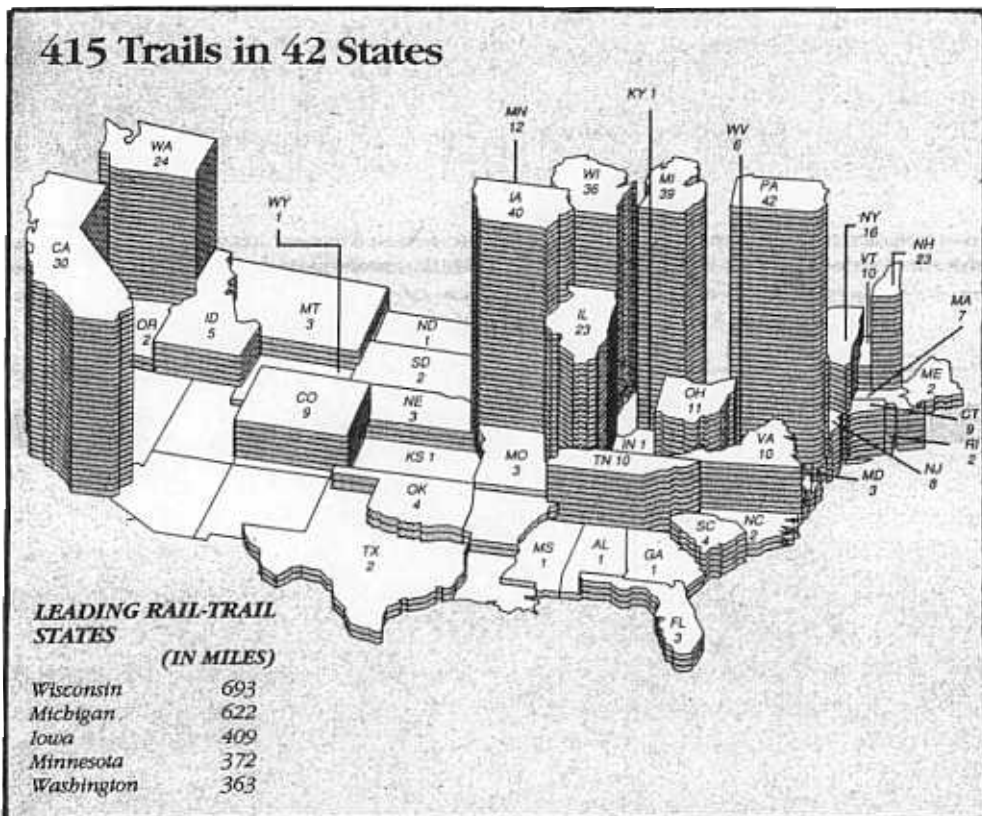 415 Trails in 42 States
KY 1
MN
12
WV
6
WA
24
WI
36
MI
39
PA
42
WY
1
IA
40
NY
16
NH
23
VT
10
CA
30
MA
7
MT
3
IL
23
ID
5
OR
2
ND
1
SD
2
ME
2
OH
11
CO
9
NE
3
CT
9
RI
2
VA
10
IN 1
TN 10
KS 1
MO
3
MD
3
NJ
8
OK
4
SC
4
NC
2
TX
2
MS
1
AL
1
GA
1
FL
3
LEADING RAIL-TRAIL
STATES
(IN MILES)
Wisconsin 693
Michigan 622
Iowa 409
Minnesota 372
Washington 363